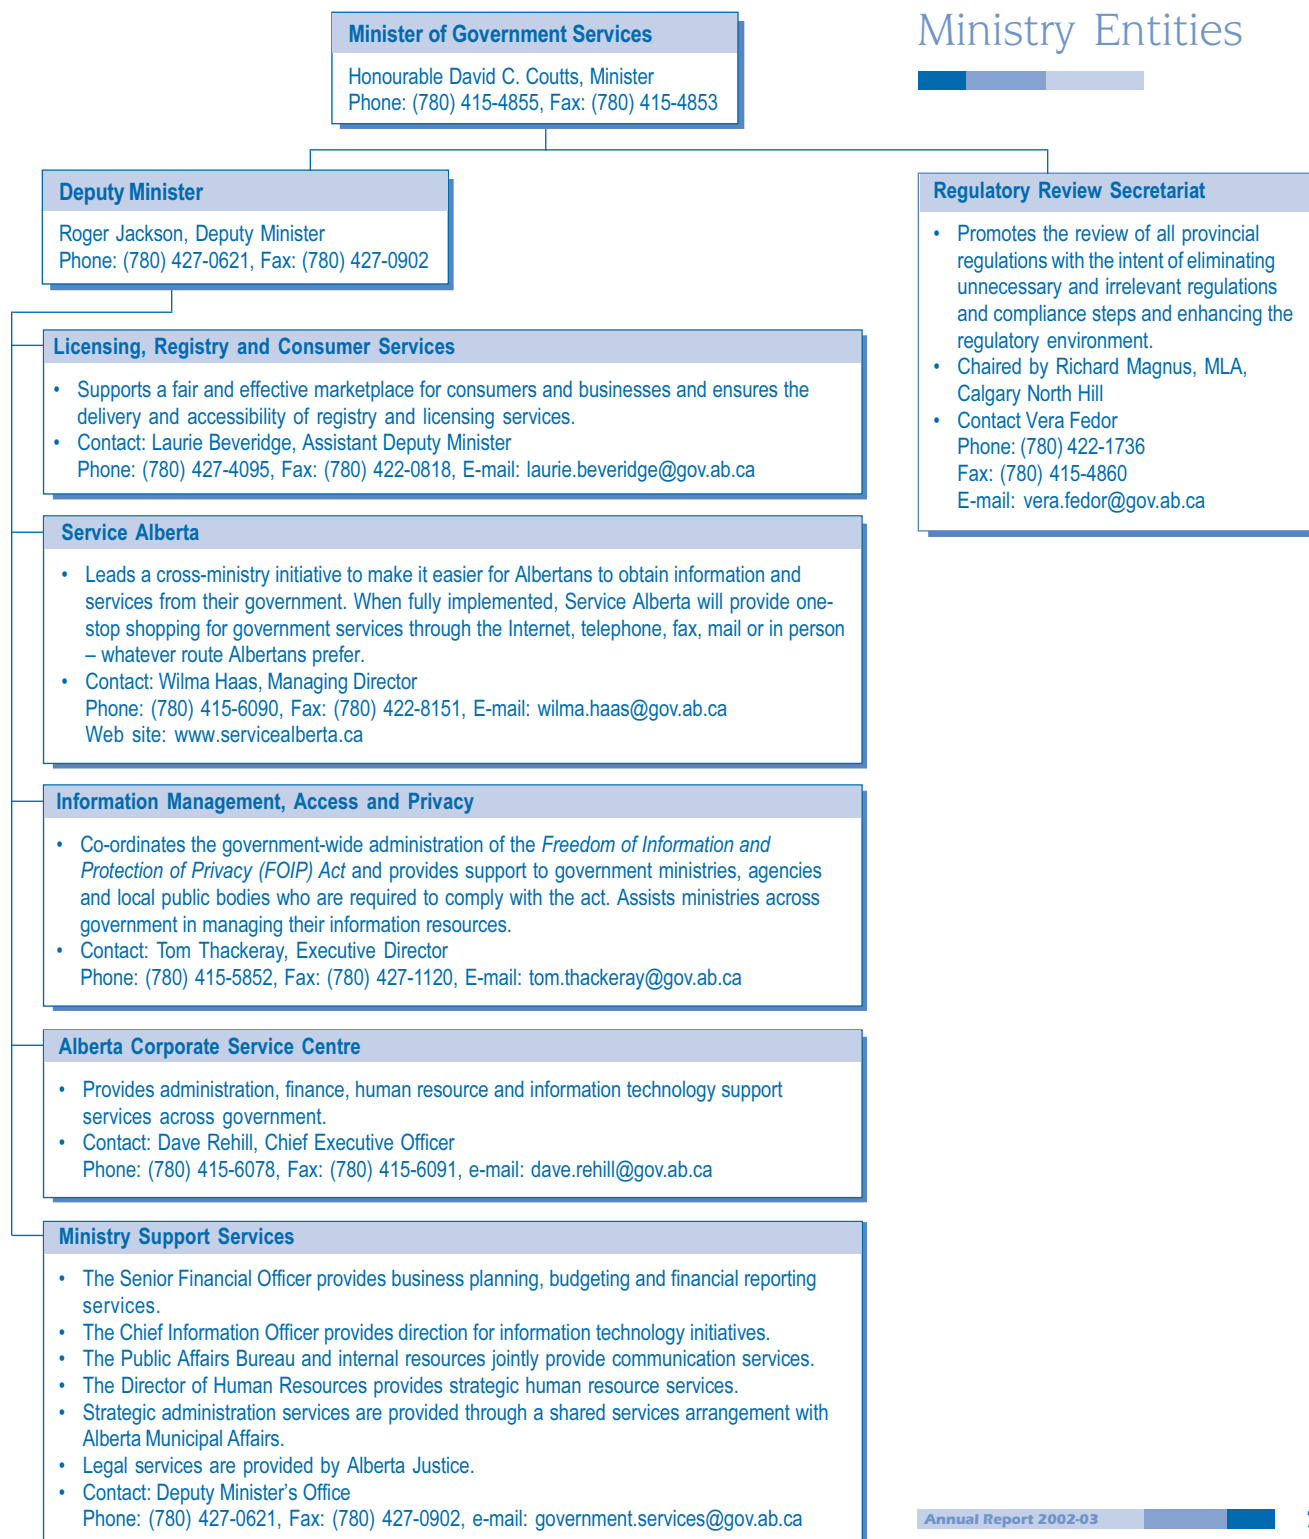 Ministry Entities
Minister of Government Services
Honourable David C. Coutts, Minister
Phone: (780) 415-4855, Fax: (780) 415-4853
Deputy Minister
Roger Jackson, Deputy Minister
Phone: (780) 427-0621, Fax: (780) 427-0902
Regulatory Review Secretariat
• Promotes the review of all provincial
regulations with the intent of eliminating
unnecessary and irrelevant regulations
and compliance steps and enhancing the
regulatory environment.
• Chaired by Richard Magnus, MLA,
Calgary North Hill
• Contact Vera Fedor
Phone: (780) 422-1736
Fax: (780) 415-4860
E-mail: vera.fedor@gov.ab.ca
Licensing, Registry and Consumer Services
• Supports a fair and effective marketplace for consumers and businesses and ensures the
delivery and accessibility of registry and licensing services.
• Contact: Laurie Beveridge, Assistant Deputy Minister
Phone: (780) 427-4095, Fax: (780) 422-0818, E-mail: laurie.beveridge@gov.ab.ca
Service Alberta
• Leads a cross-ministry initiative to make it easier for Albertans to obtain information and
services from their government. When fully implemented, Service Alberta will provide one-
stop shopping for government services through the Internet, telephone, fax, mail or in person
– whatever route Albertans prefer.
• Contact: Wilma Haas, Managing Director
Phone: (780) 415-6090, Fax: (780) 422-8151, E-mail: wilma.haas@gov.ab.ca
Web site: www.servicealberta.ca
Information Management, Access and Privacy
• Co-ordinates the government-wide administration of the Freedom of Information and
Protection of Privacy (FOIP) Act and provides support to government ministries, agencies
and local public bodies who are required to comply with the act. Assists ministries across
government in managing their information resources.
• Contact: Tom Thackeray, Executive Director
Phone: (780) 415-5852, Fax: (780) 427-1120, E-mail: tom.thackeray@gov.ab.ca
Alberta Corporate Service Centre
• Provides administration, finance, human resource and information technology support
services across government.
• Contact: Dave Rehill, Chief Executive Officer
Phone: (780) 415-6078, Fax: (780) 415-6091, e-mail: dave.rehill@gov.ab.ca
Ministry Support Services
• The Senior Financial Officer provides business planning, budgeting and financial reporting
services.
• The Chief Information Officer provides direction for information technology initiatives.
• The Public Affairs Bureau and internal resources jointly provide communication services.
• The Director of Human Resources provides strategic human resource services.
• Strategic administration services are provided through a shared services arrangement with
Alberta Municipal Affairs.
• Legal services are provided by Alberta Justice.
• Contact: Deputy Minister's Office
Phone: (780) 427-0621, Fax: (780) 427-0902, e-mail: government.services@gov.ab.ca
Annual Report 2002-03